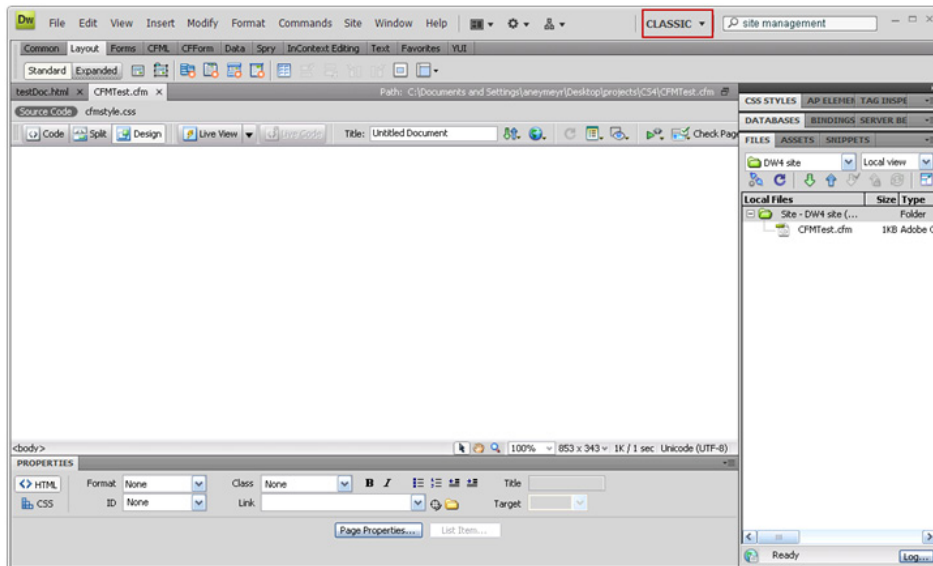 Dw File Edit View Insert Modify Format Commands Site Window Help CLASSIC site management
Common Layout Forms CFML CFForm Data Spry InContext Editing Text Favorites YUI
Standard Expanded
testDoc.html CFMTest.cfm Path: C:\Documents and Settings\aneymeyr\Desktop\projects\CS4\CFMTest.cfm
Source Code cfmstyle.css
Code Split Design Live View Live Code Title: Untitled Document Check Page
<body> 100% 853 x 343 1K / 1 sec Unicode (UTF-8)
PROPERTIES
HTML Format None Class None B I Title
CSS ID None Link Target
Page Properties... List Item...
CSS STYLES AP ELEMEI TAG INSPE
DATABASES BINDINGS SERVER BE
FILES ASSETS SNIPPETS
DW4 site Local view
Local Files Size Type
Site - DW4 site (... Folder
CFMTest.cfm 1KB Adobe
Ready Log...